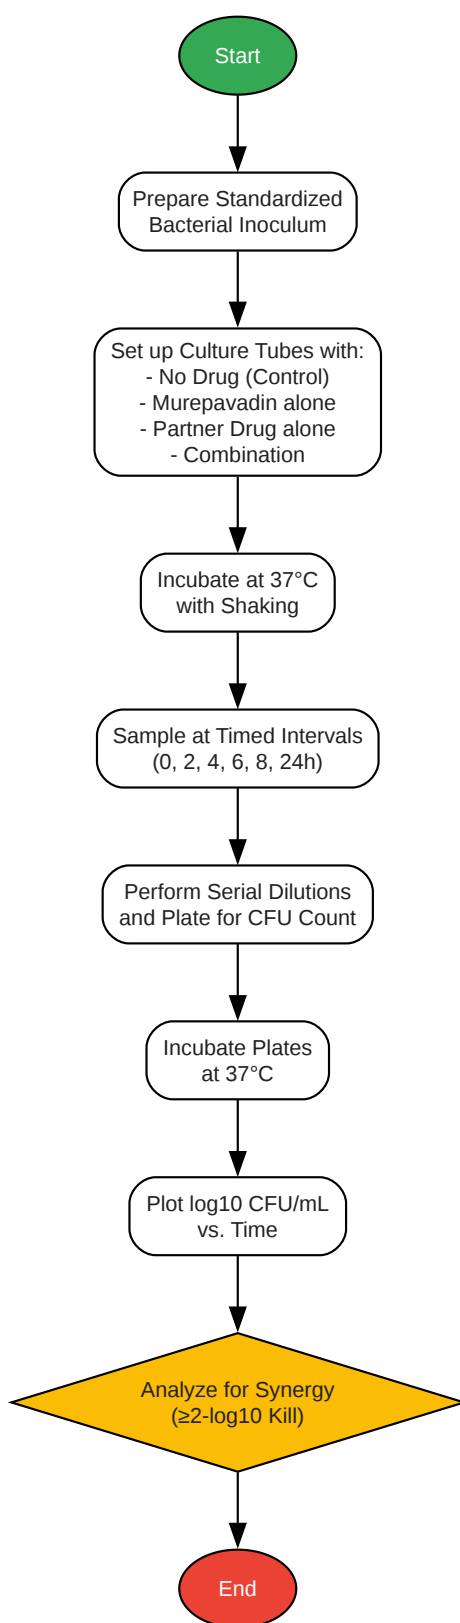 Start
Prepare Standardized
Bacterial Inoculum
Set up Culture Tubes with:
- No Drug (Control)
- Murepavadin alone
- Partner Drug alone
- Combination
Incubate at 37°C
with Shaking
Sample at Timed Intervals
(0, 2, 4, 6, 8, 24h)
Perform Serial Dilutions
and Plate for CFU Count
Incubate Plates
at 37°C
Plot log10 CFU/mL
vs. Time
Analyze for Synergy
(≥2-log10 Kill)
End